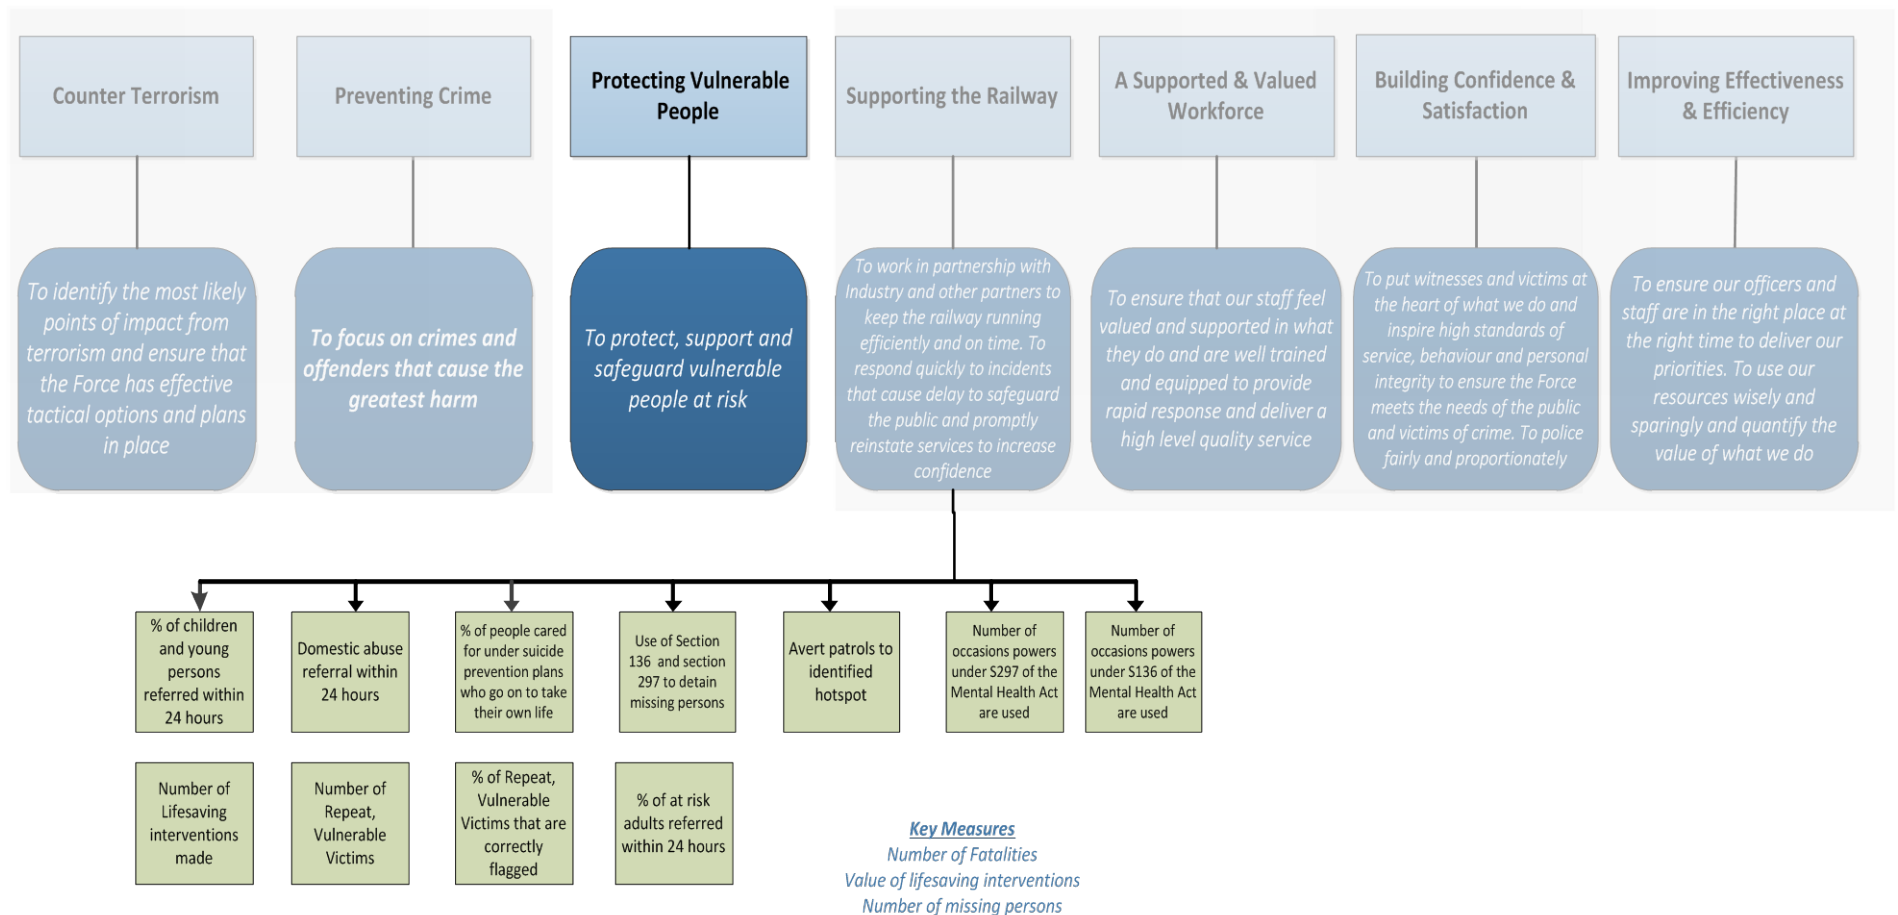 Counter Terrorism
Preventing Crime
Protecting Vulnerable
People
Supporting the Railway
A Supported & Valued
Workforce
Building Confidence &
Satisfaction
Improving Effectiveness
& Efficiency
To identify the most likely
points of impact from
terrorism and ensure that
the Force has effective
tactical options and plans
in place
To focus on crimes and
offenders that cause the
greatest harm
To protect, support and
safeguard vulnerable
people at risk
To work in partnership with
Industry and other partners to
keep the railway running
efficiently and on time. To
respond quickly to incidents
that cause delay to safeguard
the public and promptly
reinstate services to increase
confidence
To ensure that our staff feel
valued and supported in what
they do and are well trained
and equipped to provide
rapid response and deliver a
high level quality service
To put witnesses and victims at
the heart of what we do and
inspire high standards of
service, behaviour and personal
integrity to ensure the Force
meets the needs of the public
and victims of crime. To police
fairly and proportionately
To ensure our officers and
staff are in the right place at
the right time to deliver our
priorities. To use our
resources wisely and
sparingly and quantify the
value of what we do
% of children
and young
persons
referred within
24 hours
Domestic abuse
referral within
24 hours
% of people cared
for under suicide
prevention plans
who go on to take
their own life
Use of Section
136 and section
297 to detain
missing persons
Avert patrols to
identified
hotspot
Number of
occasions powers
under S297 of the
Mental Health Act
are used
Number of
occasions powers
under S136 of the
Mental Health Act
are used
Number of
Lifesaving
interventions
made
Number of
Repeat,
Vulnerable
Victims
% of Repeat,
Vulnerable
Victims that are
correctly
flagged
% of at risk
adults referred
within 24 hours
Key Measures
Number of Fatalities
Value of lifesaving interventions
Number of missing persons